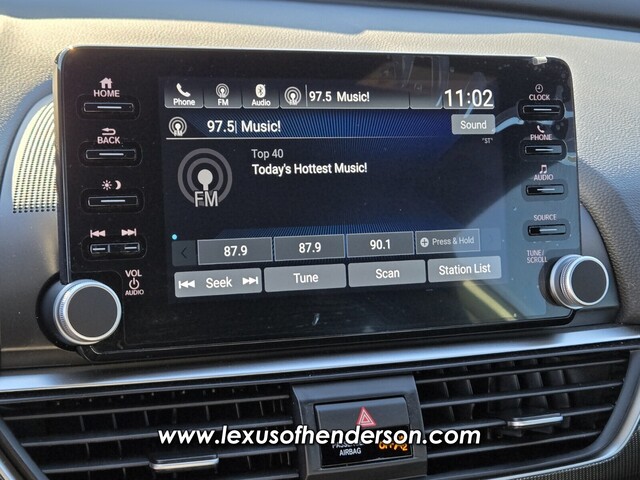 HOME
BACK
VOL
AUDIO
Phone
FM
Audio
97.5 Music!
11:02
97.5| Music!
Sound
"ST"
Top 40
Today's Hottest Music!
FM
87.9
87.9
90.1
Press & Hold
Seek
Tune
Scan
Station List
CLOCK
PHONE
AUDIO
SOURCE
TUNE/
SCROLL
www.lexusofhenderson.com
PASSENGER
AIRBAG
OFF